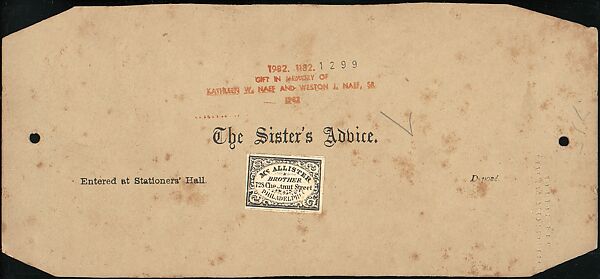 1982. 1182. 1299
GIFT IN MEMORY OF
KATHLEEN W. NAEF AND WESTON J. NAEF, SR.
1982
The Sister's Advice.
McALLISTER
&
BROTHER
728 Chestnut Street
PHILADELPHIA
Entered at Stationers' Hall.